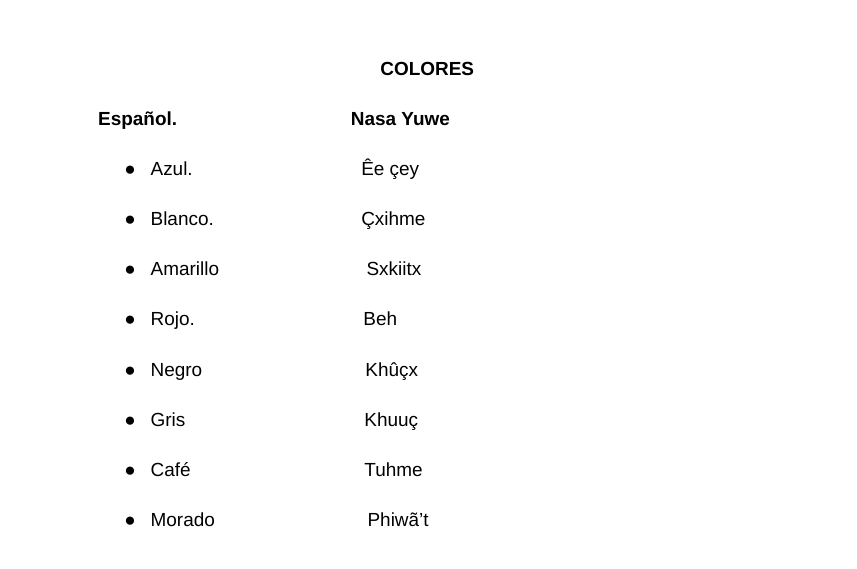 COLORES
Español. Nasa Yuwe
● Azul. Êe çey
● Blanco. Çxihme
● Amarillo Sxkiitx
● Rojo. Beh
● Negro Khûçx
● Gris Khuuç
● Café Tuhme
● Morado Phiwã’t